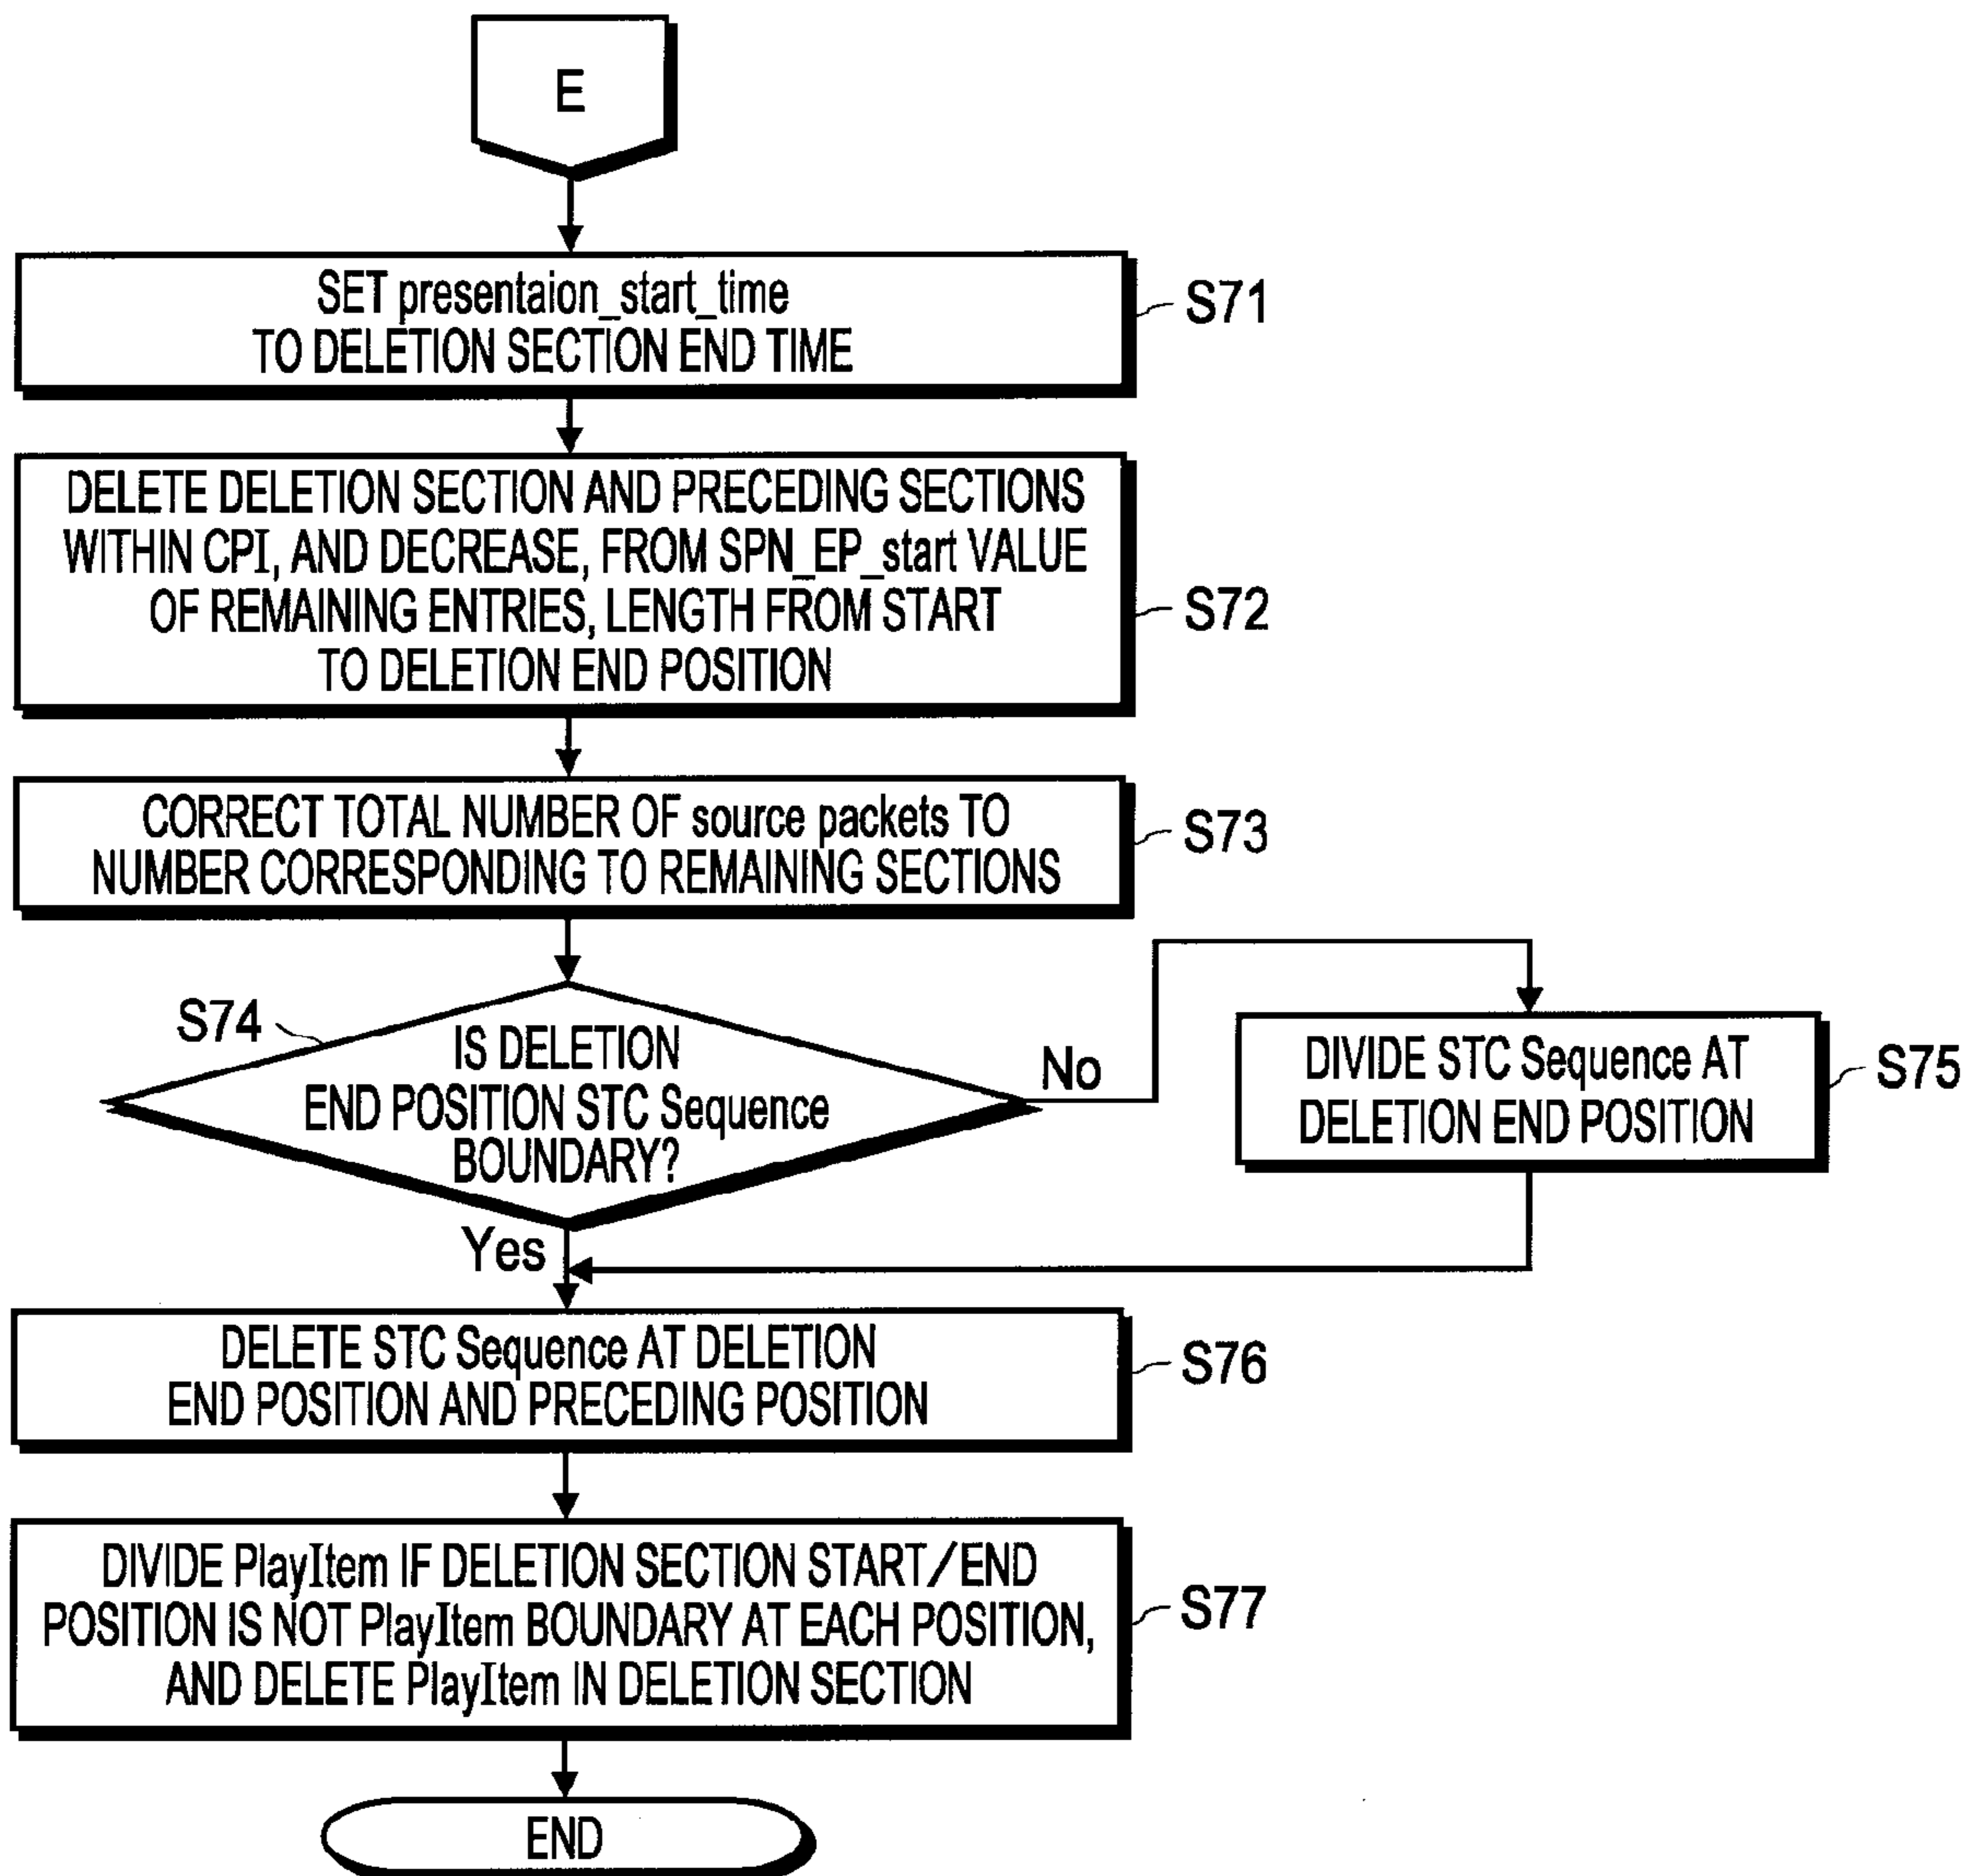 E
SET presentaion_start_time
TO DELETION SECTION END TIME
S71
DELETE DELETION SECTION AND PRECEDING SECTIONS
WITHIN CPI, AND DECREASE, FROM SPN_EP_start VALUE
OF REMAINING ENTRIES, LENGTH FROM START
TO DELETION END POSITION
S72
CORRECT TOTAL NUMBER OF source packets TO
NUMBER CORRESPONDING TO REMAINING SECTIONS
S73
S74
IS DELETION
END POSITION STC Sequence
BOUNDARY?
No
DIVIDE STC Sequence AT
DELETION END POSITION
S75
Yes
DELETE STC Sequence AT DELETION
END POSITION AND PRECEDING POSITION
S76
DIVIDE PlayItem IF DELETION SECTION START/END
POSITION IS NOT PlayItem BOUNDARY AT EACH POSITION,
AND DELETE PlayItem IN DELETION SECTION
S77
END